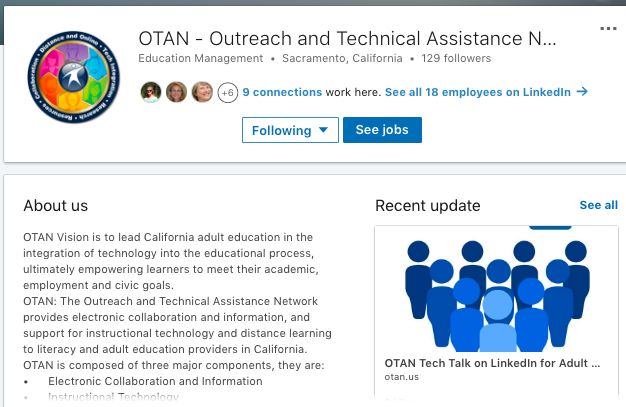 OTAN - Outreach and Technical Assistance N...
Education Management • Sacramento, California • 129 followers
+6
9 connections work here. See all 18 employees on LinkedIn →
Following
See jobs
Collaboration • Distance and Online • Tech Integration • Research • Resources
About us
OTAN Vision is to lead California adult education in the
integration of technology into the educational process,
ultimately empowering learners to meet their academic,
employment and civic goals.
OTAN: The Outreach and Technical Assistance Network
provides electronic collaboration and information, and
support for instructional technology and distance learning
to literacy and adult education providers in California.
OTAN is composed of three major components, they are:
• Electronic Collaboration and Information
• Instructional Technology
Recent update
See all
OTAN Tech Talk on LinkedIn for Adult ...
otan.us